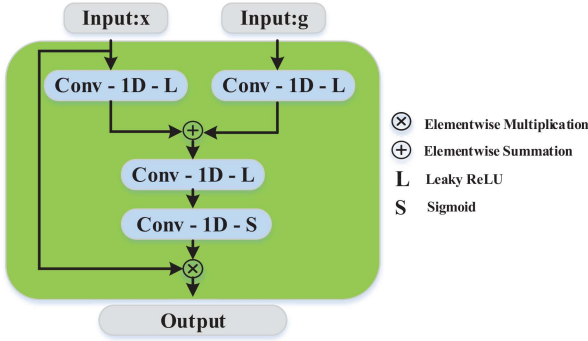 Input:x
Input:g
Conv - 1D - L
Conv - 1D - L
Conv - 1D - L
Conv - 1D - S
Output
Elementwise Multiplication
Elementwise Summation
L Leaky ReLU
S Sigmoid